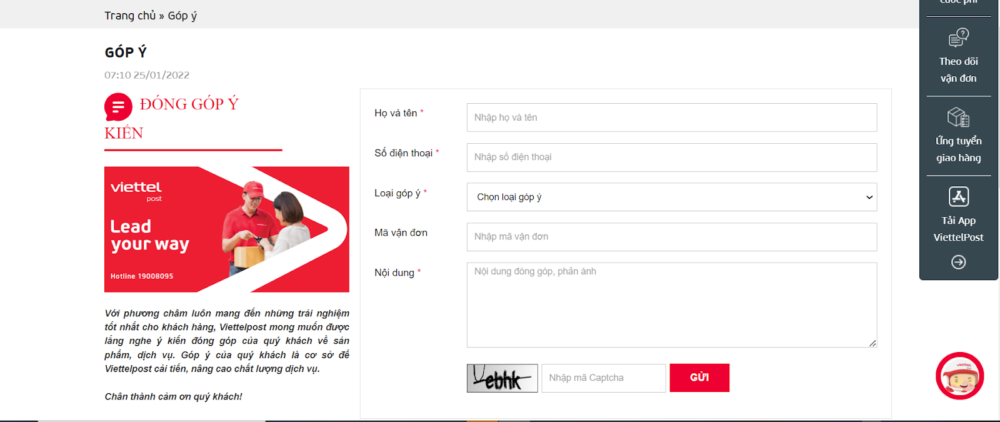 Trang chủ » Góp ý
GÓP Ý
07:10 25/01/2022
ĐÓNG GÓP Ý
KIẾN
viettel
post
Lead
your way
Hotline 19008095
Với phương châm luôn mang đến những trải nghiệm
tốt nhất cho khách hàng, Viettelpost mong muốn được
lắng nghe ý kiến đóng góp của quý khách về sản
phẩm, dịch vụ. Góp ý của quý khách là cơ sở để
Viettelpost cải tiến, nâng cao chất lượng dịch vụ.
Chân thành cảm ơn quý khách!
Họ và tên *
Nhập họ và tên
Số điện thoại *
Nhập số điện thoại
Loại góp ý *
Chọn loại góp ý
Mã vận đơn
Nhập mã vận đơn
Nội dung *
Nội dung đóng góp, phản ánh
Nhập mã Captcha
GỬI
cước phí
Theo dõi
vận đơn
Ứng tuyển
giao hàng
Tải App
ViettelPost